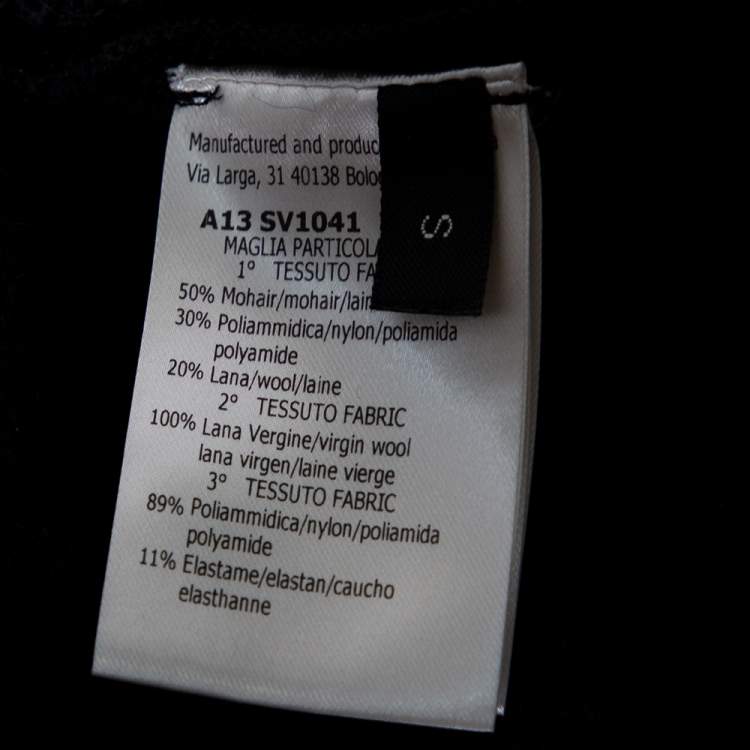 Manufactured and produc
Via Larga, 31 40138 Bolog
A13 SV1041
MAGLIA PARTICOLA
1° TESSUTO FA
50% Mohair/mohair/lain
30% Poliammidica/nylon/poliamida
polyamide
20% Lana/wool/laine
2° TESSUTO FABRIC
100% Lana Vergine/virgin wool
lana virgen/laine vierge
3° TESSUTO FABRIC
89% Poliammidica/nylon/poliamida
polyamide
11% Elastame/elastan/caucho
elasthanne
S